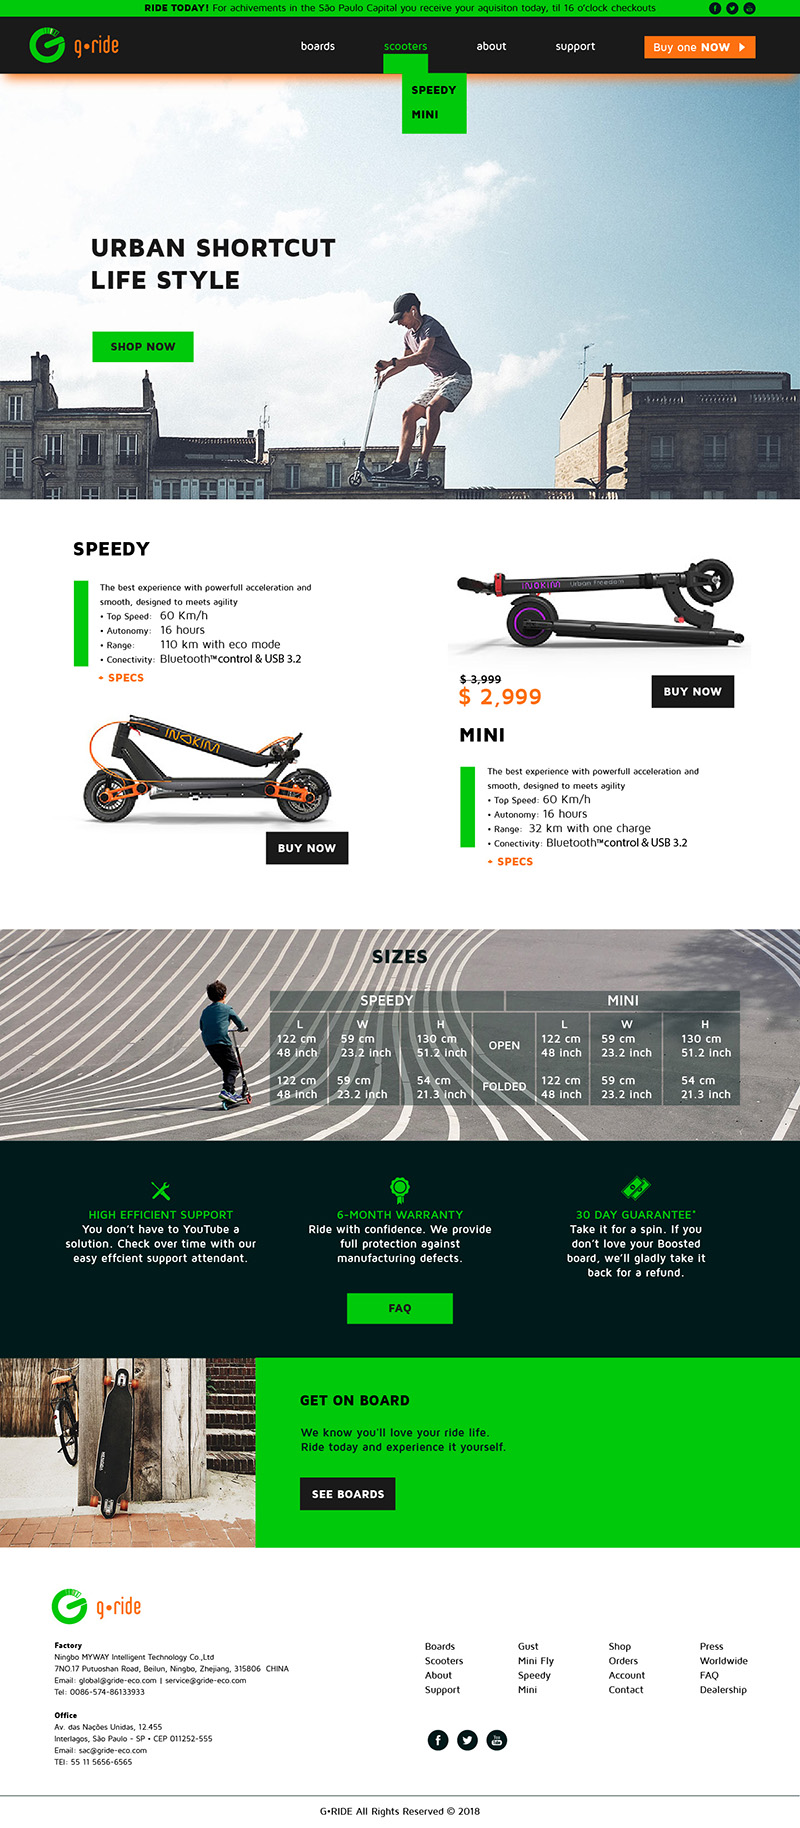 RIDE TODAY! For achivements in the São Paulo Capital you receive your aquisiton today, til 16 o'clock checkouts
g•ride
boards
scooters
about
support
Buy one NOW
SPEEDY
MINI
URBAN SHORTCUT
LIFE STYLE
SHOP NOW
SPEEDY
The best experience with powerfull acceleration and
smooth, designed to meets agility
• Top Speed: 60 Km/h
• Autonomy: 16 hours
• Range: 110 km with eco mode
• Conectivity: Bluetooth™control & USB 3.2
+ SPECS
INOKIM
BUY NOW
INOKIM Urban freedom
$ 3,999
$ 2,999
BUY NOW
MINI
The best experience with powerfull acceleration and
smooth, designed to meets agility
• Top Speed: 60 Km/h
• Autonomy: 16 hours
• Range: 32 km with one charge
• Conectivity: Bluetooth™control & USB 3.2
+ SPECS
SIZES
SPEEDY MINI
L W H L W H
122 cm 59 cm 130 cm OPEN 122 cm 59 cm 130 cm
48 inch 23.2 inch 51.2 inch 48 inch 23.2 inch 51.2 inch
122 cm 59 cm 54 cm FOLDED 122 cm 59 cm 54 cm
48 inch 23.2 inch 21.3 inch 48 inch 23.2 inch 21.3 inch
HIGH EFFICIENT SUPPORT
You don't have to YouTube a
solution. Check over time with our
easy effcient support attendant.
6-MONTH WARRANTY
Ride with confidence. We provide
full protection against
manufacturing defects.
30 DAY GUARANTEE*
Take it for a spin. If you
don't love your Boosted
board, we'll gladly take it
back for a refund.
FAQ
GET ON BOARD
We know you'll love your ride life.
Ride today and experience it yourself.
SEE BOARDS
g•ride
Factory
Ningbo MYWAY Intelligent Technology Co.,Ltd
7NO.17 Putuoshan Road, Beilun, Ningbo, Zhejiang, 315806 CHINA
Email: global@gride-eco.com | service@gride-eco.com
Tel: 0086-574-86133933
Office
Av. das Nações Unidas, 12.455
Interlagos, São Paulo - SP • CEP 011252-555
Email: sac@gride-eco.com
TEl: 55 11 5656-6565
Boards
Scooters
About
Support
Gust
Mini Fly
Speedy
Mini
Shop
Orders
Account
Contact
Press
Worldwide
FAQ
Dealership
G•RIDE All Rights Reserved © 2018